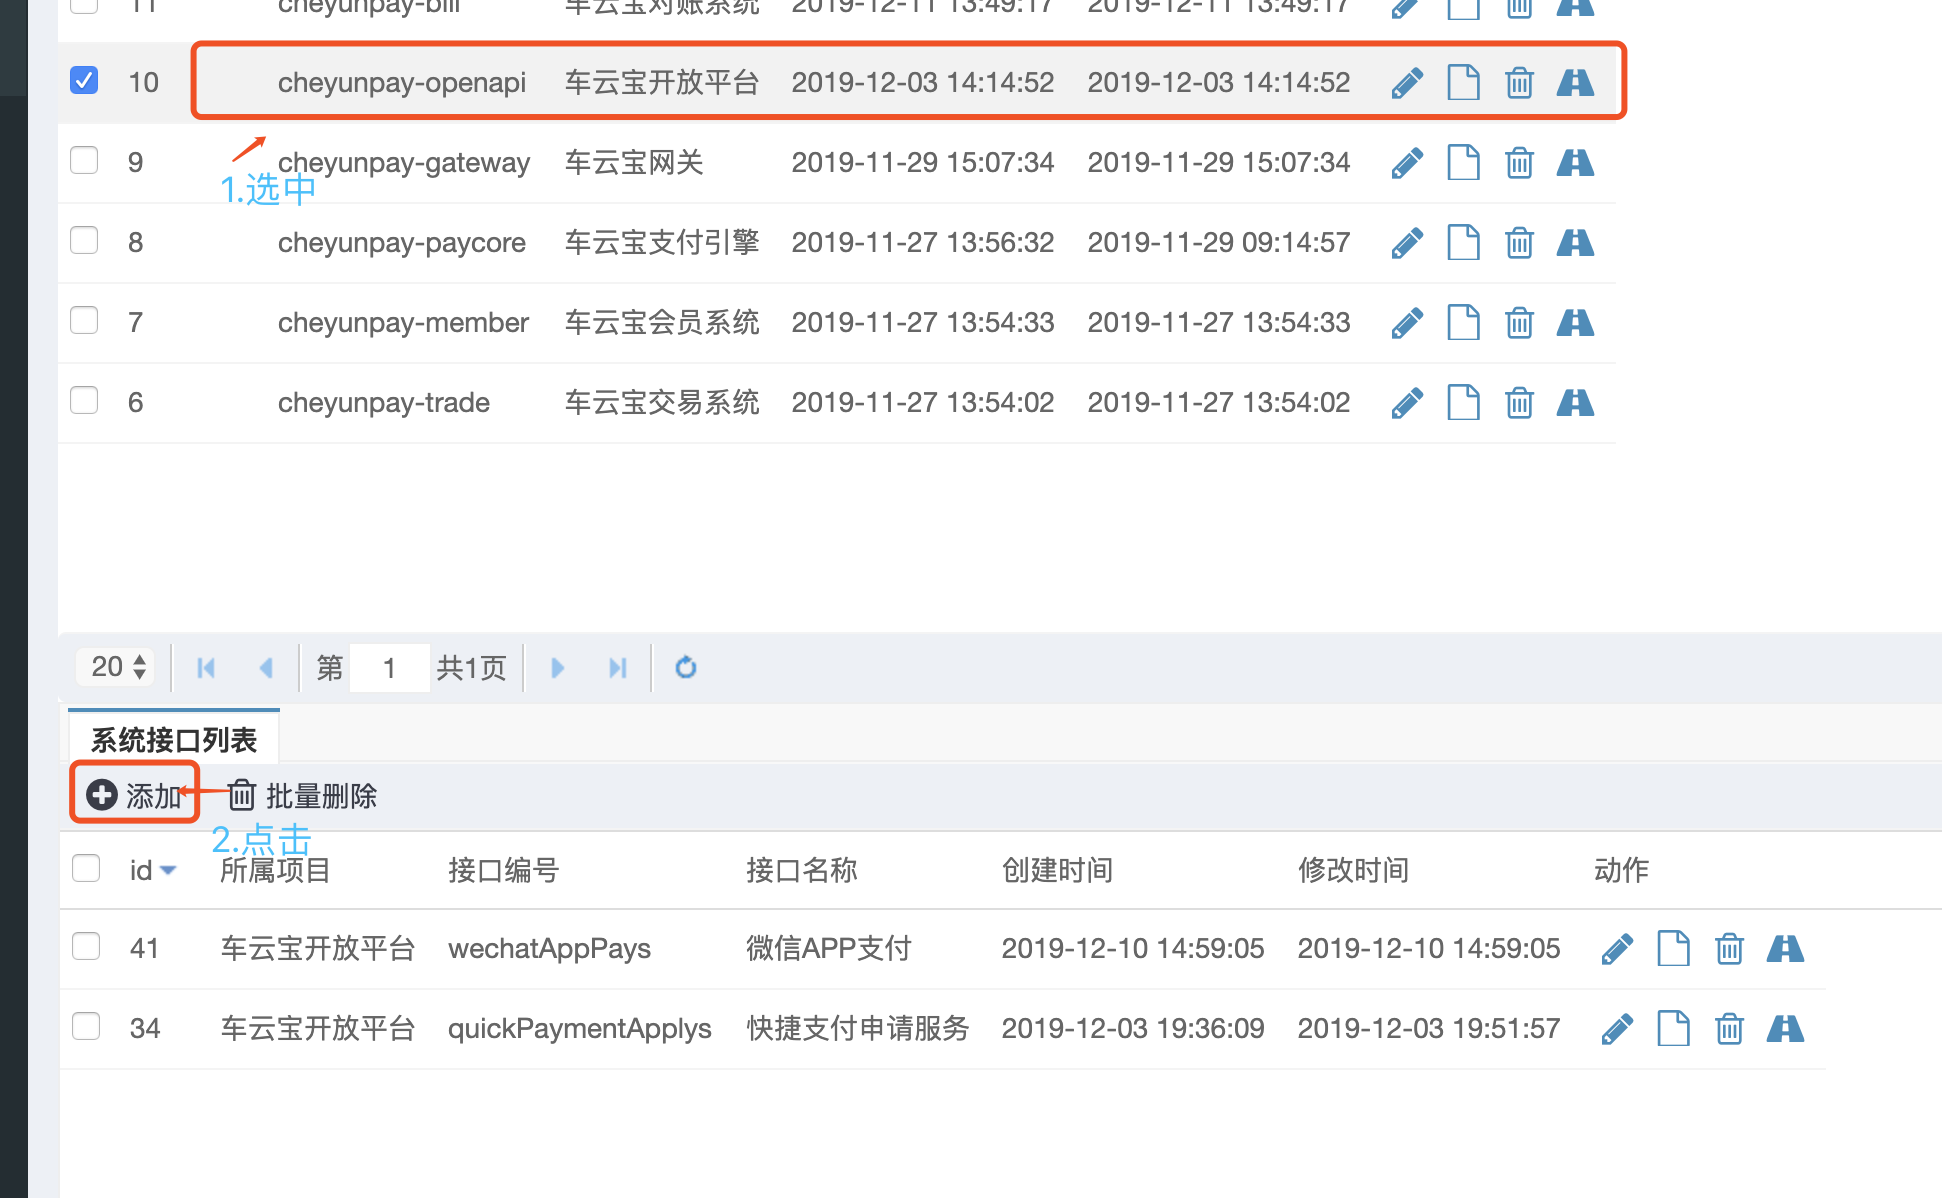 11 cheyunpay-bill 车云宝对账系统 2019-12-11 13:49:17 2019-12-11 13:49:17
10 cheyunpay-openapi 车云宝开放平台 2019-12-03 14:14:52 2019-12-03 14:14:52
9 cheyunpay-gateway 车云宝网关 2019-11-29 15:07:34 2019-11-29 15:07:34
1.选中
8 cheyunpay-paycore 车云宝支付引擎 2019-11-27 13:56:32 2019-11-29 09:14:57
7 cheyunpay-member 车云宝会员系统 2019-11-27 13:54:33 2019-11-27 13:54:33
6 cheyunpay-trade 车云宝交易系统 2019-11-27 13:54:02 2019-11-27 13:54:02
20 第 1 共1页
系统接口列表
添加 批量删除
2.点击
id 所属项目 接口编号 接口名称 创建时间 修改时间 动作
41 车云宝开放平台 wechatAppPays 微信APP支付 2019-12-10 14:59:05 2019-12-10 14:59:05
34 车云宝开放平台 quickPaymentApplys 快捷支付申请服务 2019-12-03 19:36:09 2019-12-03 19:51:57